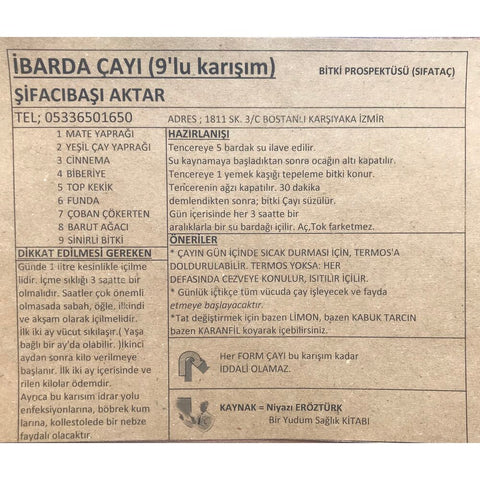 İBARDA ÇAYI (9'lu karışım)
BİTKİ PROSPEKTÜSÜ (SIFATAÇ)
ŞİFACIBAŞI AKTAR
TEL; 05336501650
ADRES ; 1811 SK. 3/C BOSTANLI KARŞIYAKA İZMİR
1 MATE YAPRAĞI
2 YEŞİL ÇAY YAPRAĞI
3 CİNNEMA
4 BİBERİYE
5 TOP KEKİK
6 FUNDA
7 ÇOBAN ÇÖKERTEN
8 BARUT AĞACI
9 SİNİRLİ BİTKİ
HAZIRLANIŞI
Tencereye 5 bardak su ilave edilir.
Su kaynamaya başladıktan sonra ocağın altı kapatılır.
Tencereye 1 yemek kaşığı tepeleme bitki konur.
Tencerenin ağzı kapatılır. 30 dakika
demlendikten sonra; bitki Çayı süzülür.
Gün içerisinde her 3 saatte bir
aralıklarla bir su bardağı içilir. Aç,Tok farketmez.
DİKKAT EDİLMESİ GEREKEN
Günde 1 litre kesinlikle içilme
lidir. İçme sıklığı 3 saatte bir
olmalıdır. Saatler çok önemli
olmasada sabah, öğle, ikindi
ve akşam olarak içilmelidir.
İlk iki ay vücut sıkılaşır.( Yaşa
bağlı bir ay'da olabilir. )İkinci
aydan sonra kilo verilmeye
başlanır. İlk iki ay içerisinde ve
rilen kilolar ödemdir.
Ayrıca bu karışım idrar yolu
enfeksiyonlarına, böbrek kum
larına, kollestolede bir nebze
faydalı olacaktır.
ÖNERİLER
* ÇAYIN GÜN İÇİNDE SICAK DURMASI İÇİN, TERMOS'A
DOLDURULABİLİR. TERMOS YOKSA: HER
DEFASINDA CEZVEYE KONULUR, ISITILIR İÇİLİR.
* Günlük içtikçe tüm vücuda çay işleyecek ve fayda
etmeye başlayacaktır.
*Tat değiştirmek için bazen LİMON, bazen KABUK TARCIN
bazen KARANFİL koyarak içebilirsiniz.
Her FORM ÇAYI bu karışım kadar
İDDALİ OLAMAZ.
KAYNAK = Niyazı ERÖZTÜRK
Bir Yudum Sağlık KİTABI